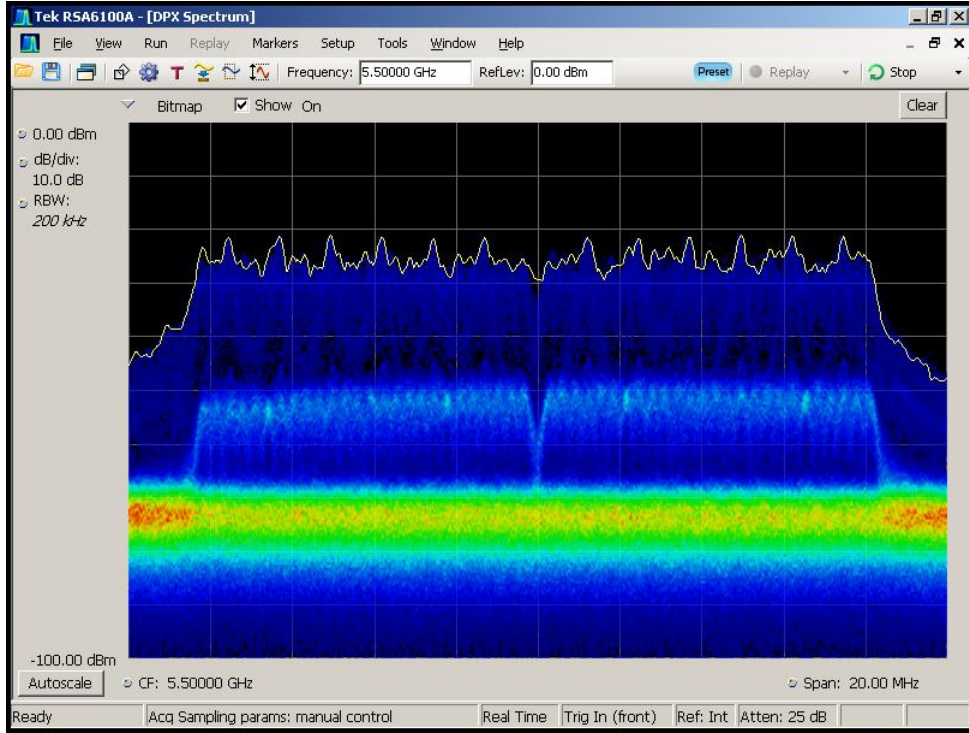 Tek RSA6100A - [DPX Spectrum]
File View Run Replay Markers Setup Tools Window Help
T Frequency: 5.50000 GHz RefLev: 0.00 dBm Preset Replay Stop
Bitmap Show On Clear
0.00 dBm
dB/div:
10.0 dB
RBW:
200 kHz
-100.00 dBm
Autoscale CF: 5.50000 GHz Span: 20.00 MHz
Ready Acq Sampling params: manual control Real Time Trig In (front) Ref: Int Atten: 25 dB